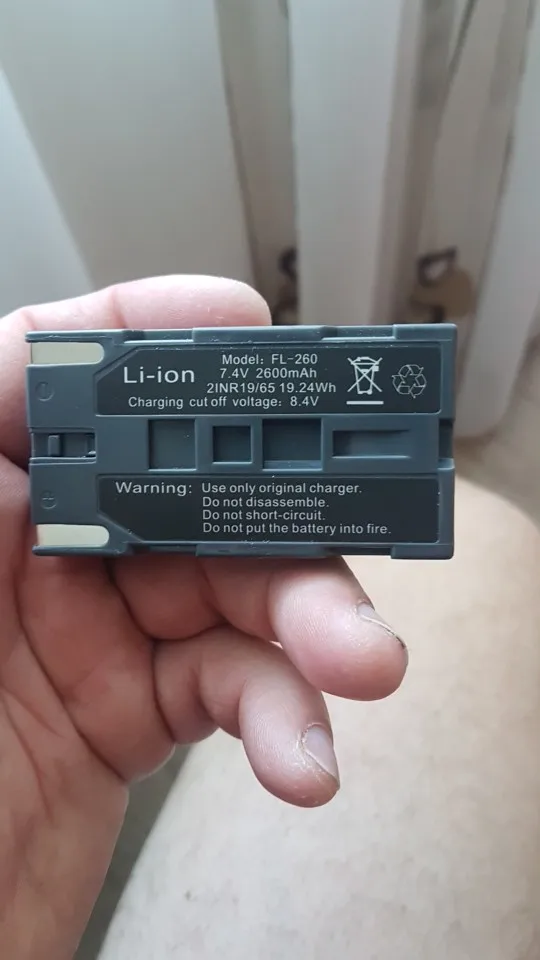 Li-ion
Model: FL-260
7.4V 2600mAh
2INR19/65 19.24Wh
Charging cut off voltage: 8.4V
Warning: Use only original charger.
Do not disassemble.
Do not short-circuit.
Do not put the battery into fire.